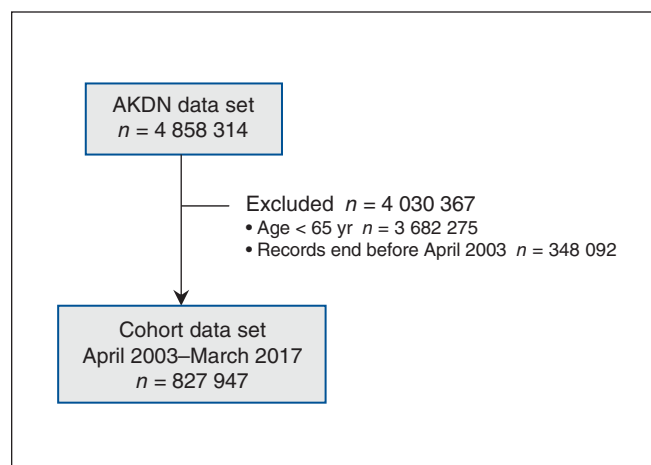 AKDN data set
n = 4 858 314
Excluded n = 4 030 367
• Age < 65 yr n = 3 682 275
• Records end before April 2003 n = 348 092
Cohort data set
April 2003–March 2017
n = 827 947